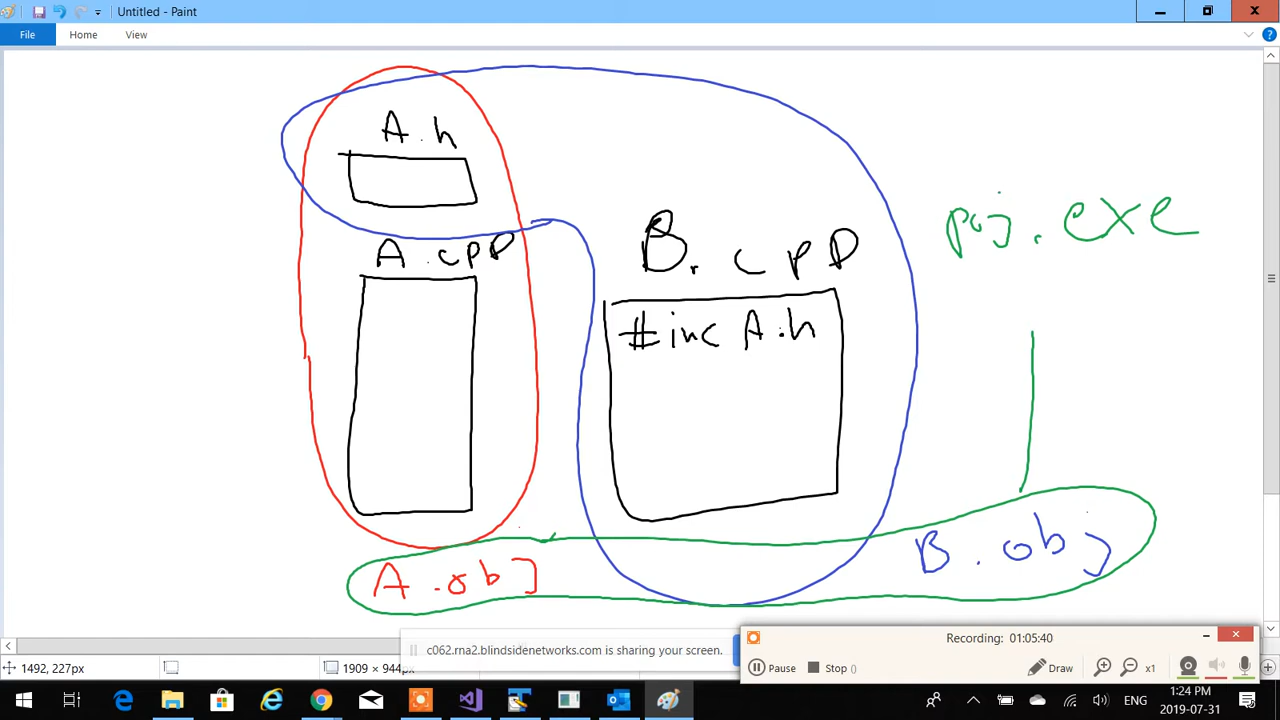 Untitled - Paint
File
Home
View
A.h
A.cpp
B.cpp
#inc A.h
poj.exe
A.obj
B.obj
Recording: 01:05:40
c062.rna2.blindsidenetworks.com is sharing your screen.
Pause
Stop ()
Draw
x1
1492, 227px
1909 × 944px
ENG
1:24 PM
2019-07-31